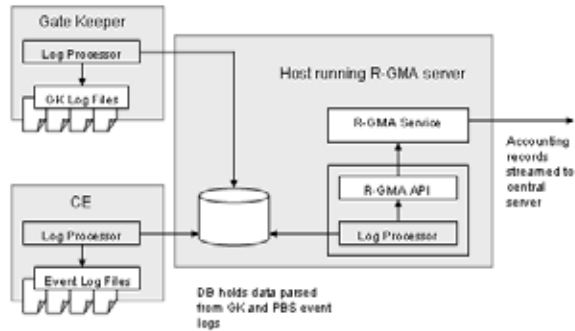 Gate Keeper
Log Processor
GK Log Files
Host running R-GMA server
R-GMA Service
R-GMA API
Log Processor
Accounting
records
streamed to
central
server
CE
Log Processor
Event Log Files
DB holds data parsed
from GK and PBS event
logs